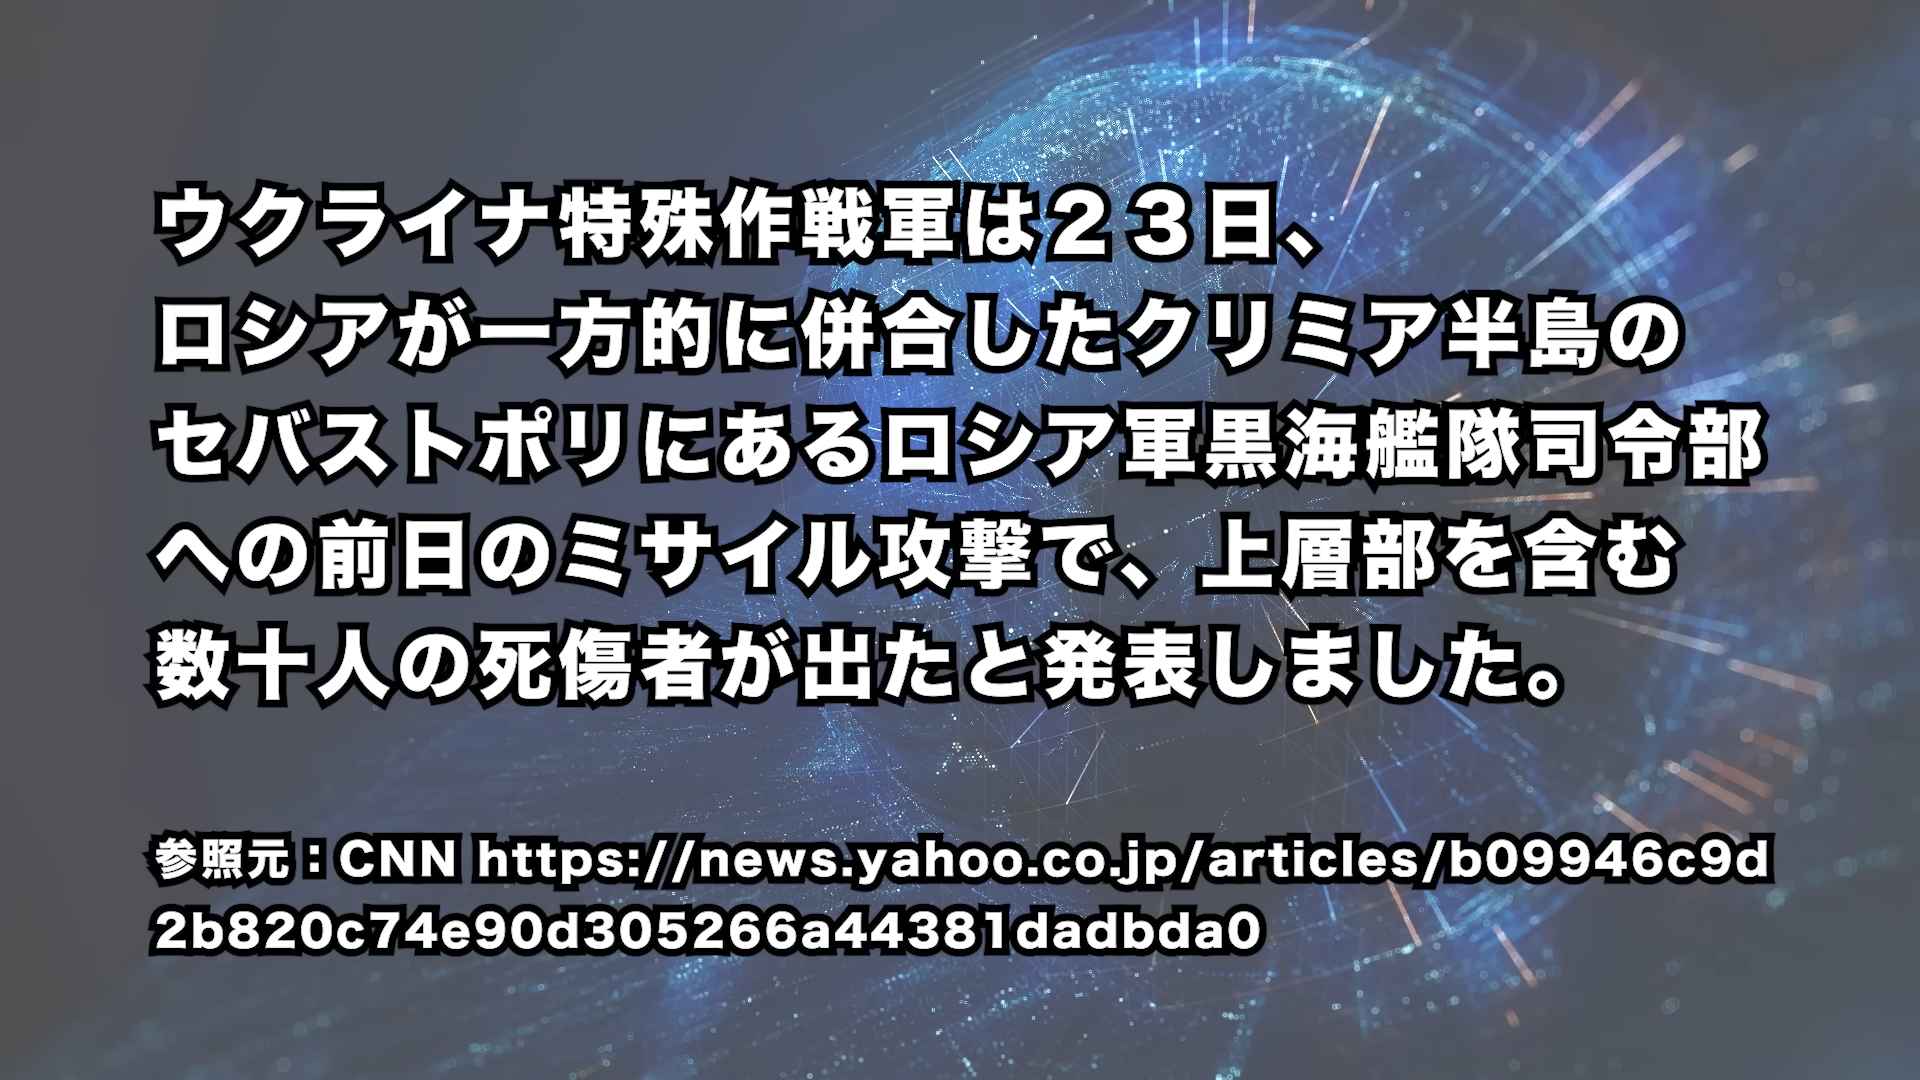 ウクライナ特殊作戦軍は２３日、
ロシアが一方的に併合したクリミア半島の
セバストポリにあるロシア軍黒海艦隊司令部
への前日のミサイル攻撃で、上層部を含む
数十人の死傷者が出たと発表しました。
参照元：CNN https://news.yahoo.co.jp/articles/b09946c9d
2b820c74e90d305266a44381dadbda0